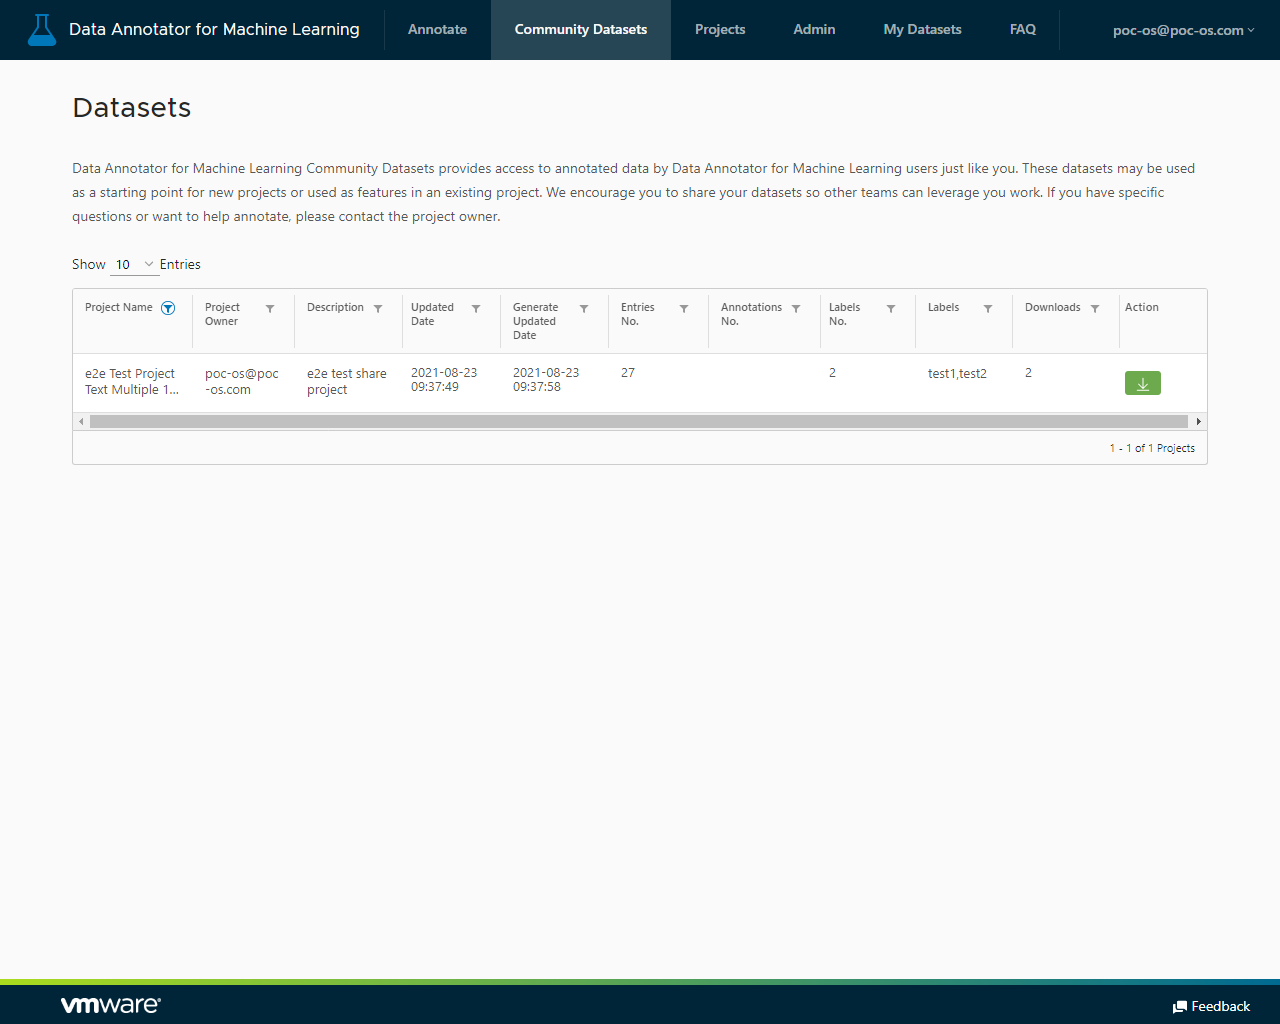 Data Annotator for Machine Learning Annotate Community Datasets Projects Admin My Datasets FAQ poc-os@poc-os.com
Datasets
Data Annotator for Machine Learning Community Datasets provides access to annotated data by Data Annotator for Machine Learning users just like you. These datasets may be used
as a starting point for new projects or used as features in an existing project. We encourage you to share your datasets so other teams can leverage you work. If you have specific
questions or want to help annotate, please contact the project owner.
Show 10 Entries
Project Name Project Description Updated Generate Entries Annotations Labels Labels Downloads Action
Owner Date Updated No. No. No.
Date
e2e Test Project poc-os@poc e2e test share 2021-08-23 2021-08-23 27 2 test1,test2 2
Text Multiple 1... -os.com project 09:37:49 09:37:58
1 - 1 of 1 Projects
vmware Feedback